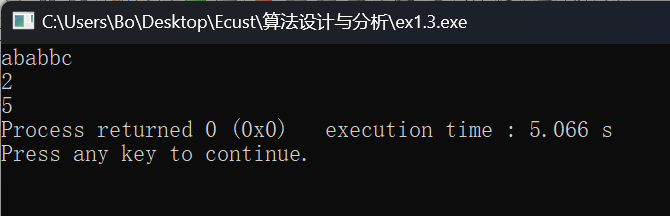 C:\Users\Bo\Desktop\Ecust\算法设计与分析\ex1.3.exe
ababbc
2
5
Process returned 0 (0x0)   execution time : 5.066 s
Press any key to continue.